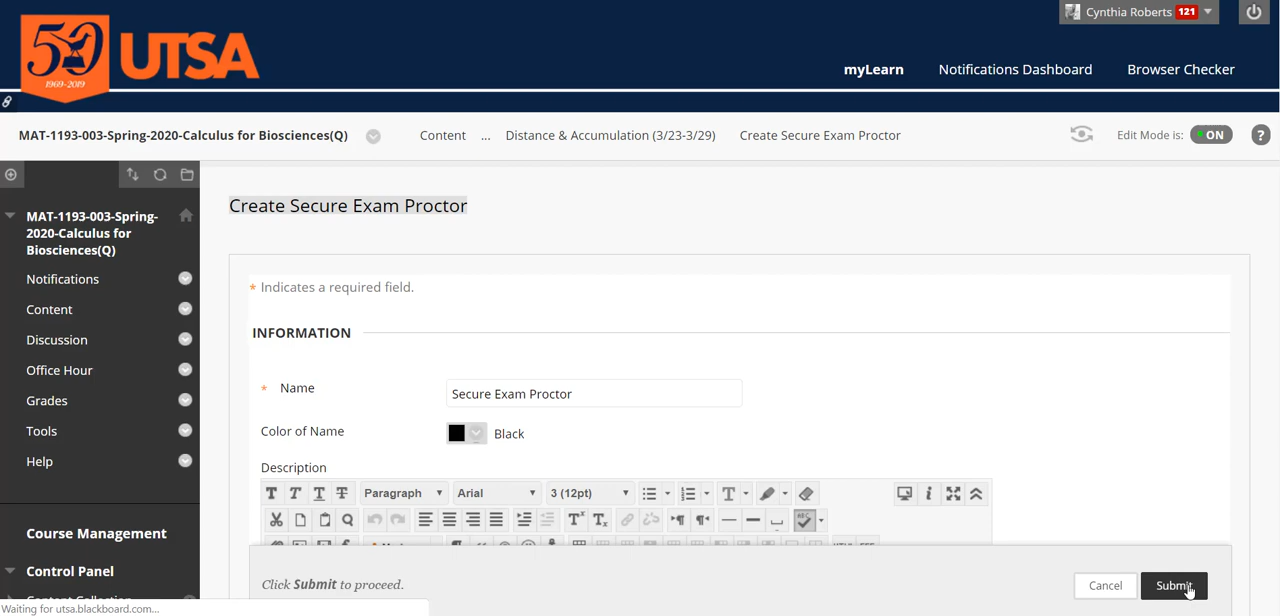 Cynthia Roberts 121
50 UTSA
1969-2019
myLearn Notifications Dashboard Browser Checker
MAT-1193-003-Spring-2020-Calculus for Biosciences(Q) Content ... Distance & Accumulation (3/23-3/29) Create Secure Exam Proctor Edit Mode is: ON ?
MAT-1193-003-Spring-
2020-Calculus for
Biosciences(Q)
Notifications
Content
Discussion
Office Hour
Grades
Tools
Help
Course Management
Control Panel
Content Collection
Create Secure Exam Proctor
* Indicates a required field.
INFORMATION
* Name Secure Exam Proctor
Color of Name Black
Description
T T T T Paragraph Arial 3 (12pt) T
ABC
Click Submit to proceed. Cancel Submit
Waiting for utsa.blackboard.com...